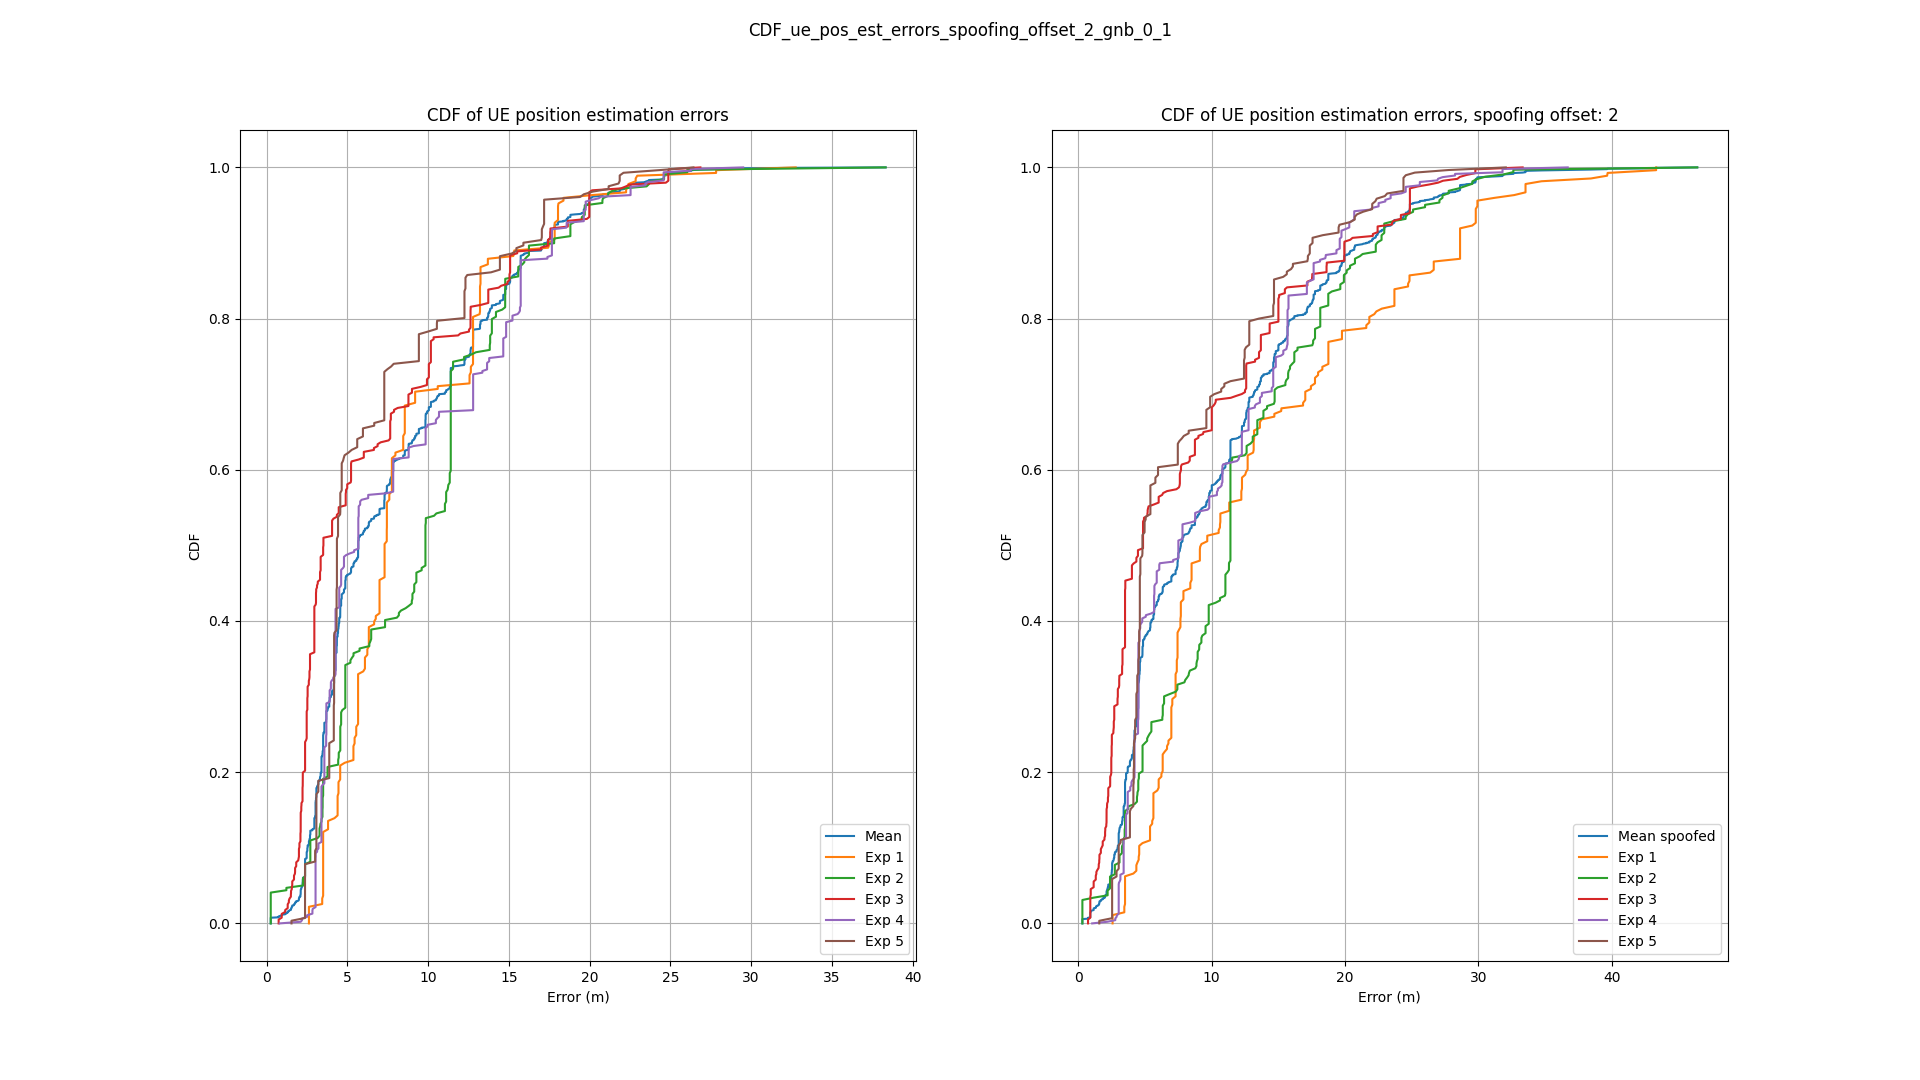 CDF_ue_pos_est_errors_spoofing_offset_2_gnb_0_1
CDF of UE position estimation errors
1.0
0.8
0.6
0.4
0.2
0.0
CDF
0 5 10 15 20 25 30 35 40
Error (m)
Mean
Exp 1
Exp 2
Exp 3
Exp 4
Exp 5
CDF of UE position estimation errors, spoofing offset: 2
1.0
0.8
0.6
0.4
0.2
0.0
CDF
0 10 20 30 40
Error (m)
Mean spoofed
Exp 1
Exp 2
Exp 3
Exp 4
Exp 5